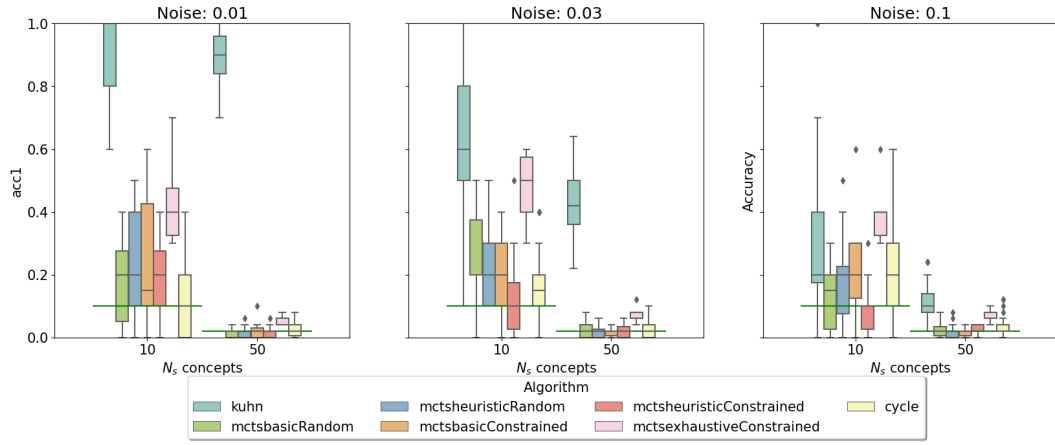 Noise: 0.01
Noise: 0.03
Noise: 0.1
acc1
1.0
0.8
0.6
0.4
0.2
0.0
10
50
N_s concepts
10
50
N_s concepts
Accuracy
10
50
N_s concepts
Algorithm
kuhn
mctsbasicRandom
mctsheuristicRandom
mctsbasicConstrained
mctsheuristicConstrained
mctsexhaustiveConstrained
cycle